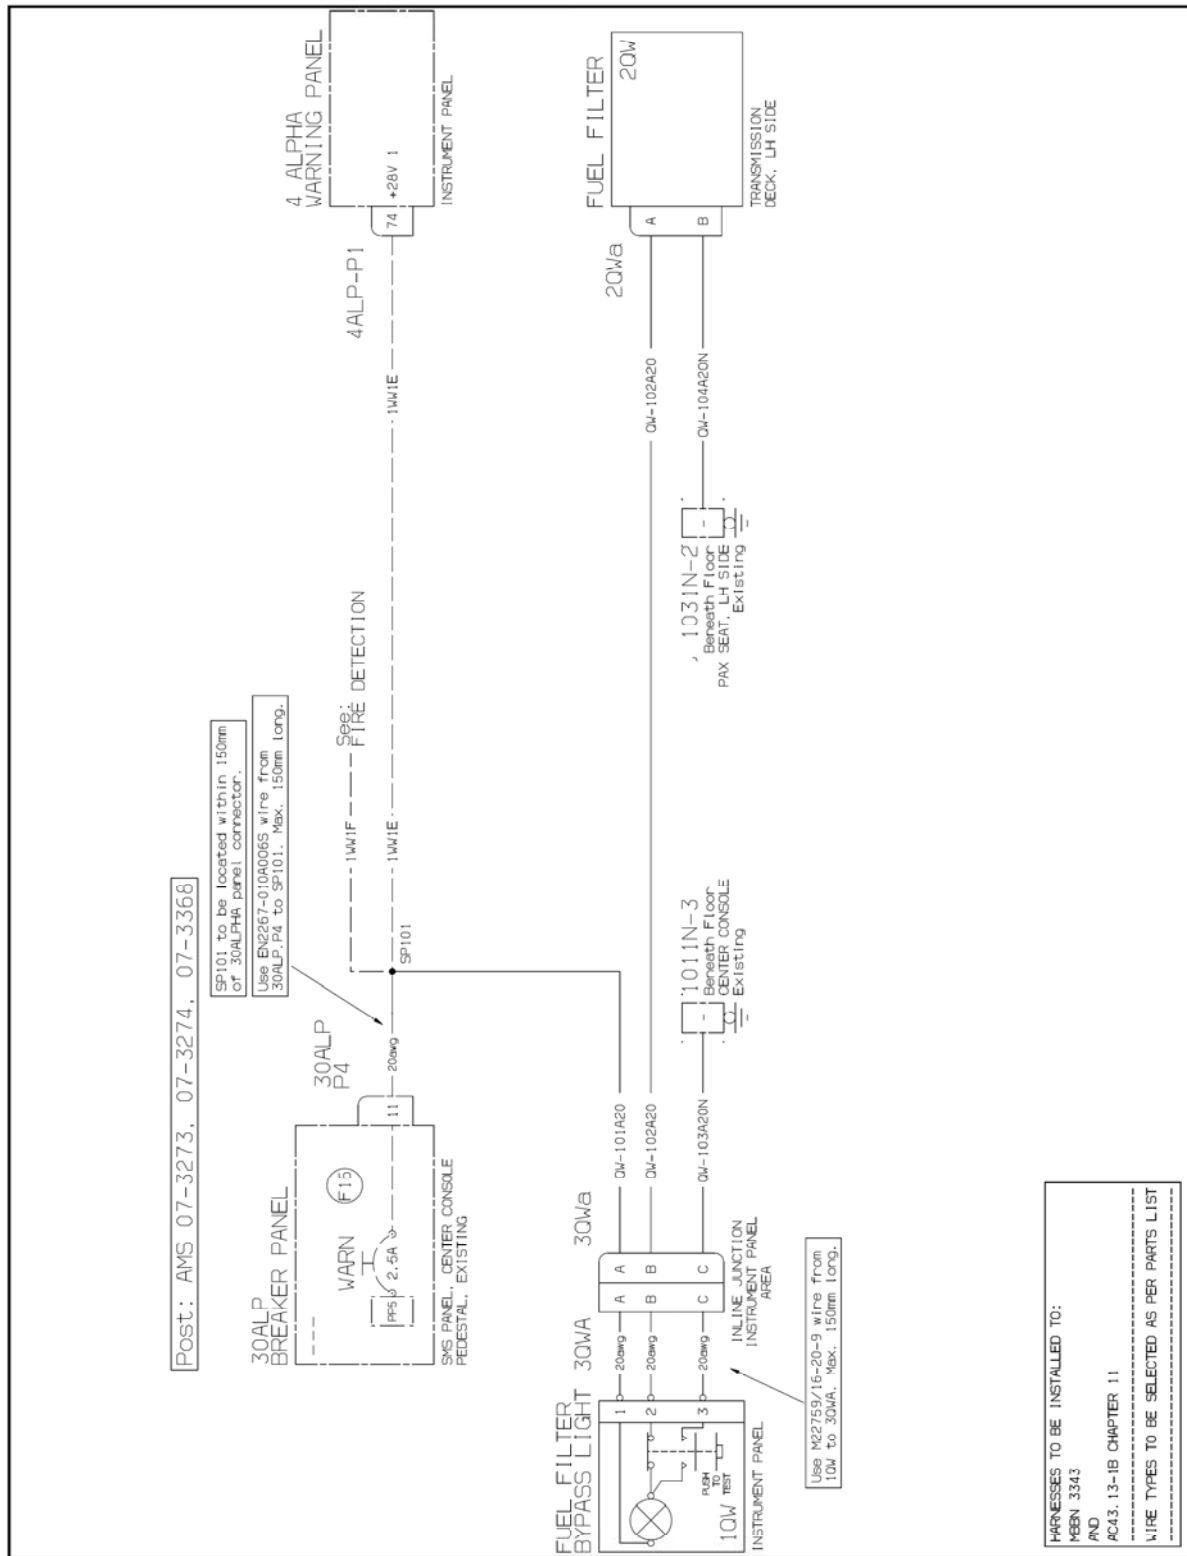 Post: AMS 07-3273, 07-3274, 07-3368
SP101 to be located within 150mm
of 30ALPHA panel connector.
Use EN2267-010A006S wire from
30ALP.P4 to SP101. Max. 150mm long.
30ALP
BREAKER PANEL
WARN
F15
PP5
2.5A
11
30ALP
P4
SMS PANEL, CENTER CONSOLE
PEDESTAL, EXISTING
20awg
SP101
1WW1F
See:
FIRE DETECTION
1WW1E
1WW1E
4ALP-P1
4 ALPHA
WARNING PANEL
74
+28V 1
INSTRUMENT PANEL
FUEL FILTER
BYPASS LIGHT
1
2
3
PUSH
TO
TEST
1QW
INSTRUMENT PANEL
3QWA
3QWa
20awg
20awg
20awg
A
B
C
A
B
C
INLINE JUNCTION
INSTRUMENT PANEL
AREA
QW-101A20
QW-102A20
QW-103A20N
1011N-3
Beneath Floor
CENTER CONSOLE
Existing
1031N-2
Beneath Floor
PAX SEAT, LH SIDE
Existing
QW-102A20
QW-104A20N
2QWa
FUEL FILTER
A
B
2QW
TRANSMISSION
DECK, LH SIDE
Use M22759/16-20-9 wire from
1QW to 3QWA. Max. 150mm long.
HARNESSES TO BE INSTALLED TO:
MBBN 3343
AND
AC43.13-1B CHAPTER 11
WIRE TYPES TO BE SELECTED AS PER PARTS LIST